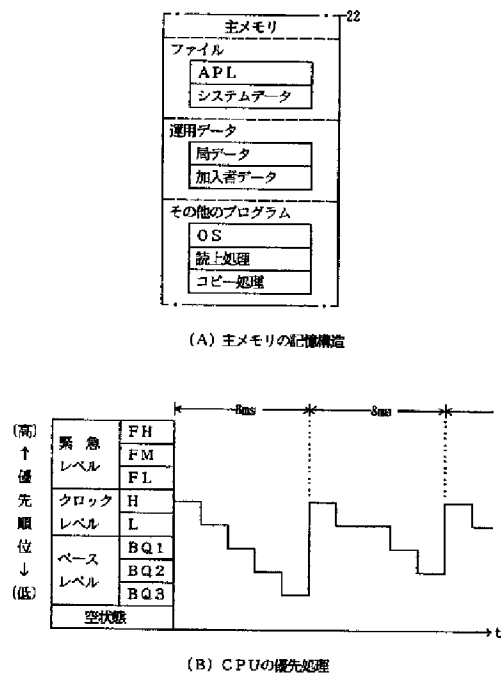 22
主メモリ
ファイル
APL
システムデータ
運用データ
局データ
加入者データ
その他のプログラム
OS
読上処理
コピー処理
(A) 主メモリの記憶構造
8ms 8ms
(高)
↑
優
先
順
位
↓
(低)
緊急
レベル
FH
FM
FL
クロック
レベル
H
L
ベース
レベル
BQ1
BQ2
BQ3
空状態
t
(B) CPUの優先処理